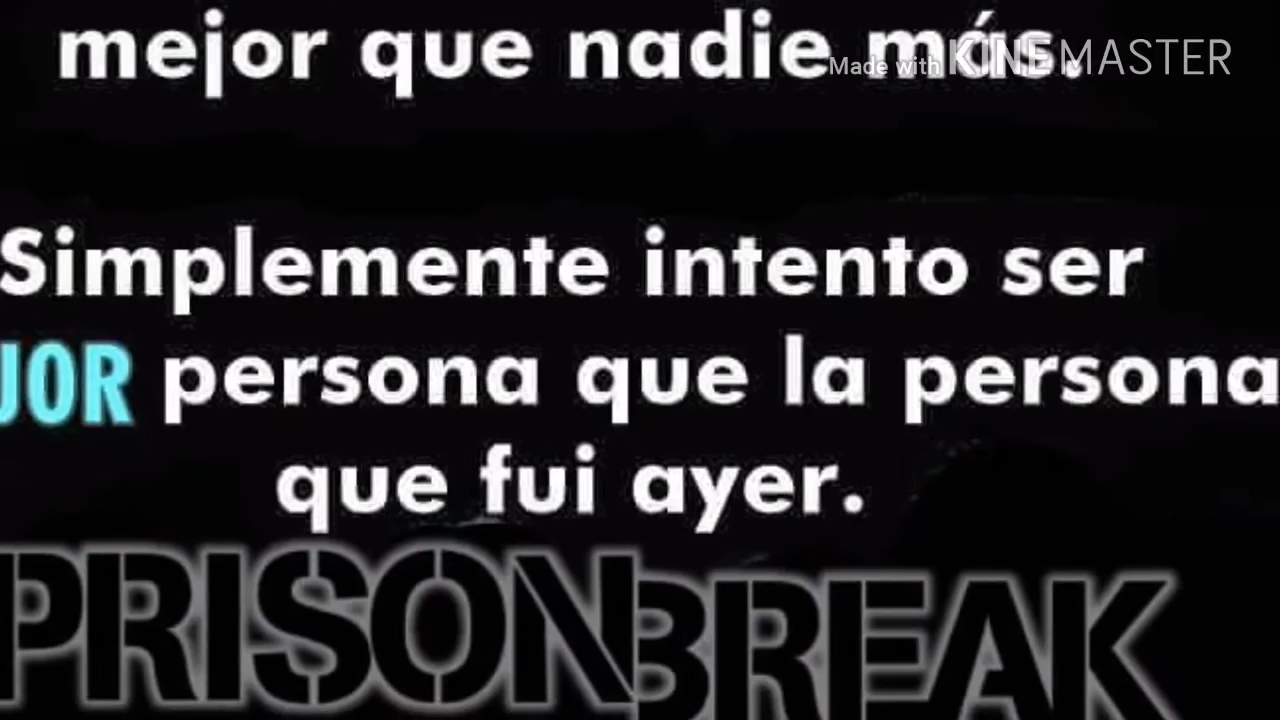 mejor que nadie más.
Made with KINEMASTER
Simplemente intento ser
JOR persona que la persona
que fui ayer.
PRISON BREAK